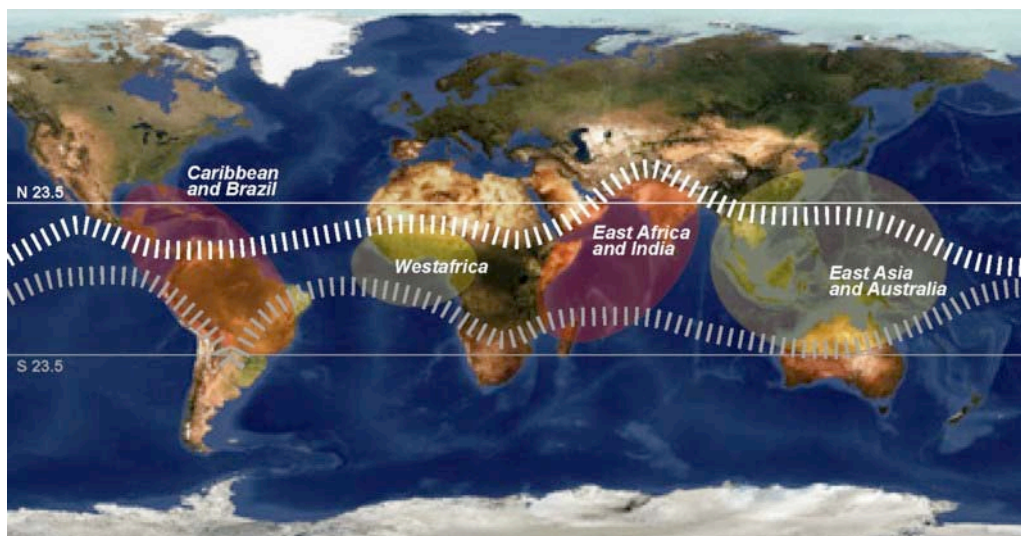 Caribbean
and Brazil
N 23.5
East Africa
and India
Westafrica
East Asia
and Australia
S 23.5